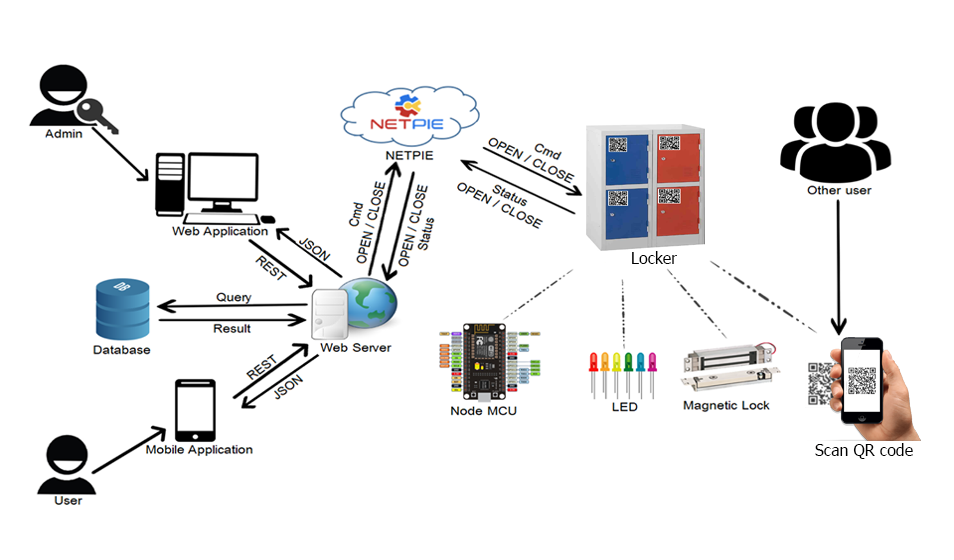 Admin
Web Application
NETPIE
NETPIE
Cmd
OPEN / CLOSE
Status
OPEN / CLOSE
Locker
Other user
Cmd
OPEN / CLOSE
OPEN / CLOSE
Status
JSON
REST
DB
Database
Query
Result
Web Server
REST
JSON
Mobile Application
User
Node MCU
LED
Magnetic Lock
Scan QR code